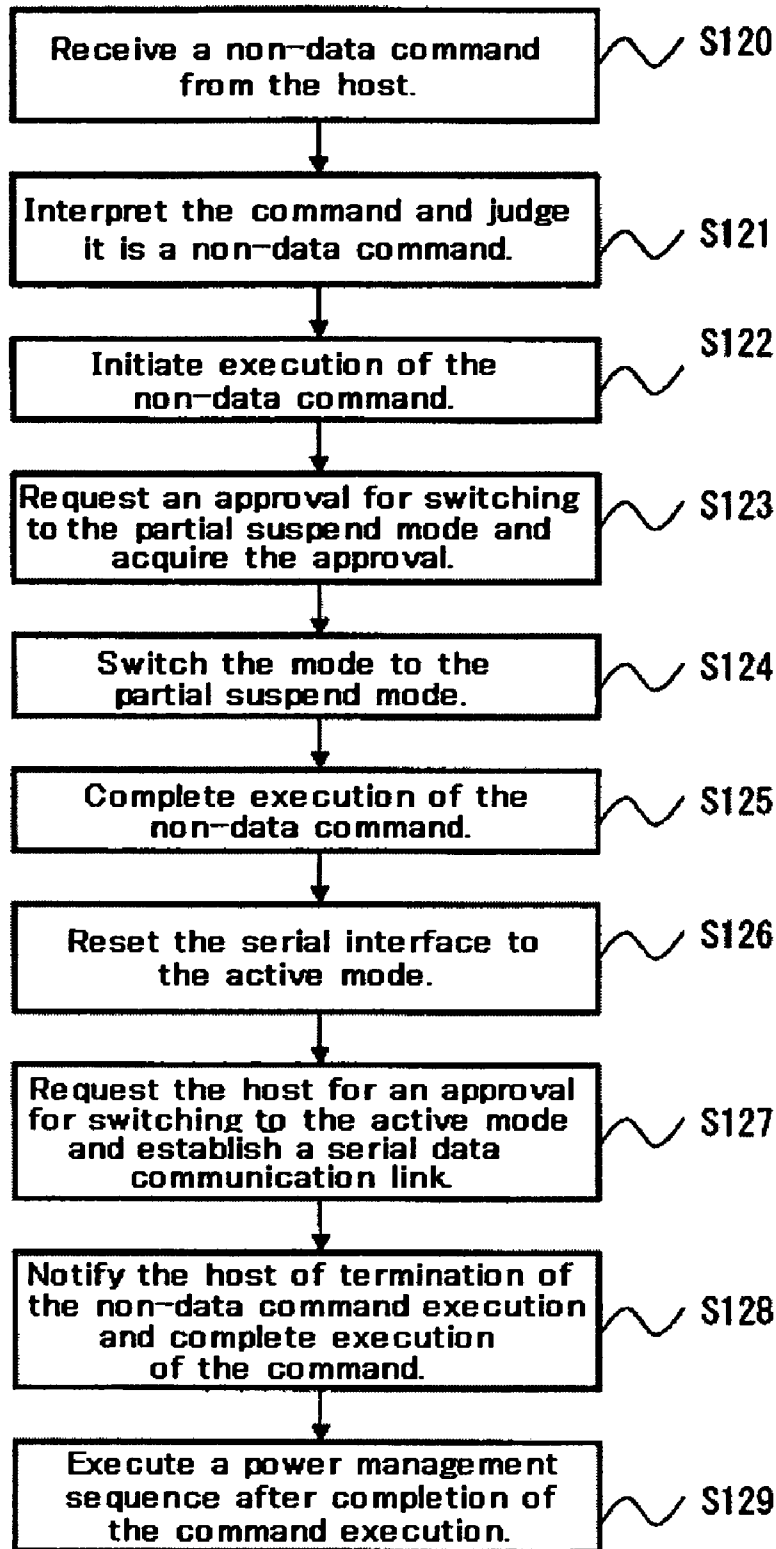 Receive a non-data command
from the host.
S120
Interpret the command and judge
it is a non-data command.
S121
Initiate execution of the
non-data command.
S122
Request an approval for switching
to the partial suspend mode and
acquire the approval.
S123
Switch the mode to the
partial suspend mode.
S124
Complete execution of the
non-data command.
S125
Reset the serial interface to
the active mode.
S126
Request the host for an approval
for switching to the active mode
and establish a serial data
communication link.
S127
Notify the host of termination of
the non-data command execution
and complete execution
of the command.
S128
Execute a power management
sequence after completion of
the command execution.
S129